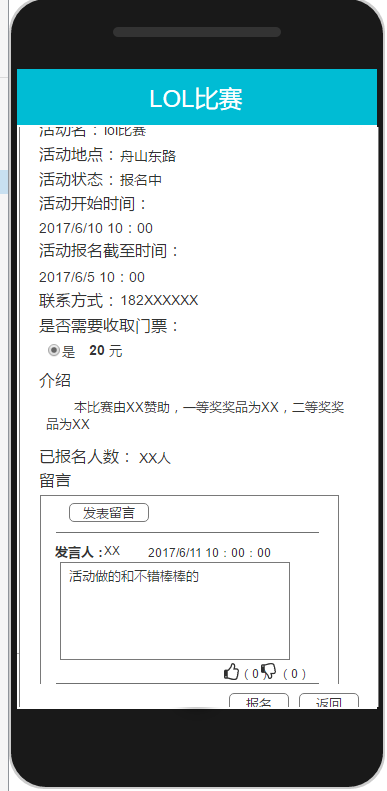 LOL比赛
活动名：lol比赛
活动地点：舟山东路
活动状态：报名中
活动开始时间：
2017/6/10 10：00
活动报名截至时间：
2017/6/5 10：00
联系方式：182XXXXXX
是否需要收取门票：
是 20 元
介绍
本比赛由XX赞助，一等奖奖品为XX，二等奖奖
品为XX
已报名人数： XX人
留言
发表留言
发言人：XX 2017/6/11 10：00：00
活动做的和不错棒棒的
（0）（0）
报名 返回